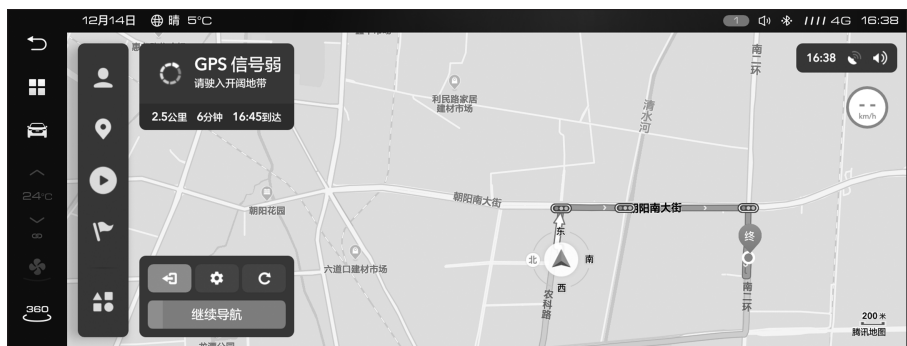 12月14日 晴 5°C
1 4G 16:38
GPS 信号弱
请驶入开阔地带
2.5公里 6分钟 16:45到达
16:38
--
km/h
南二环
利民路家居
建材市场
清水河
24°C
朝阳花园
朝阳南大街
朝阳南大街
终
东
北
南
西
六道口建材市场
农科路
南二环
继续导航
360
200 米
腾讯地图